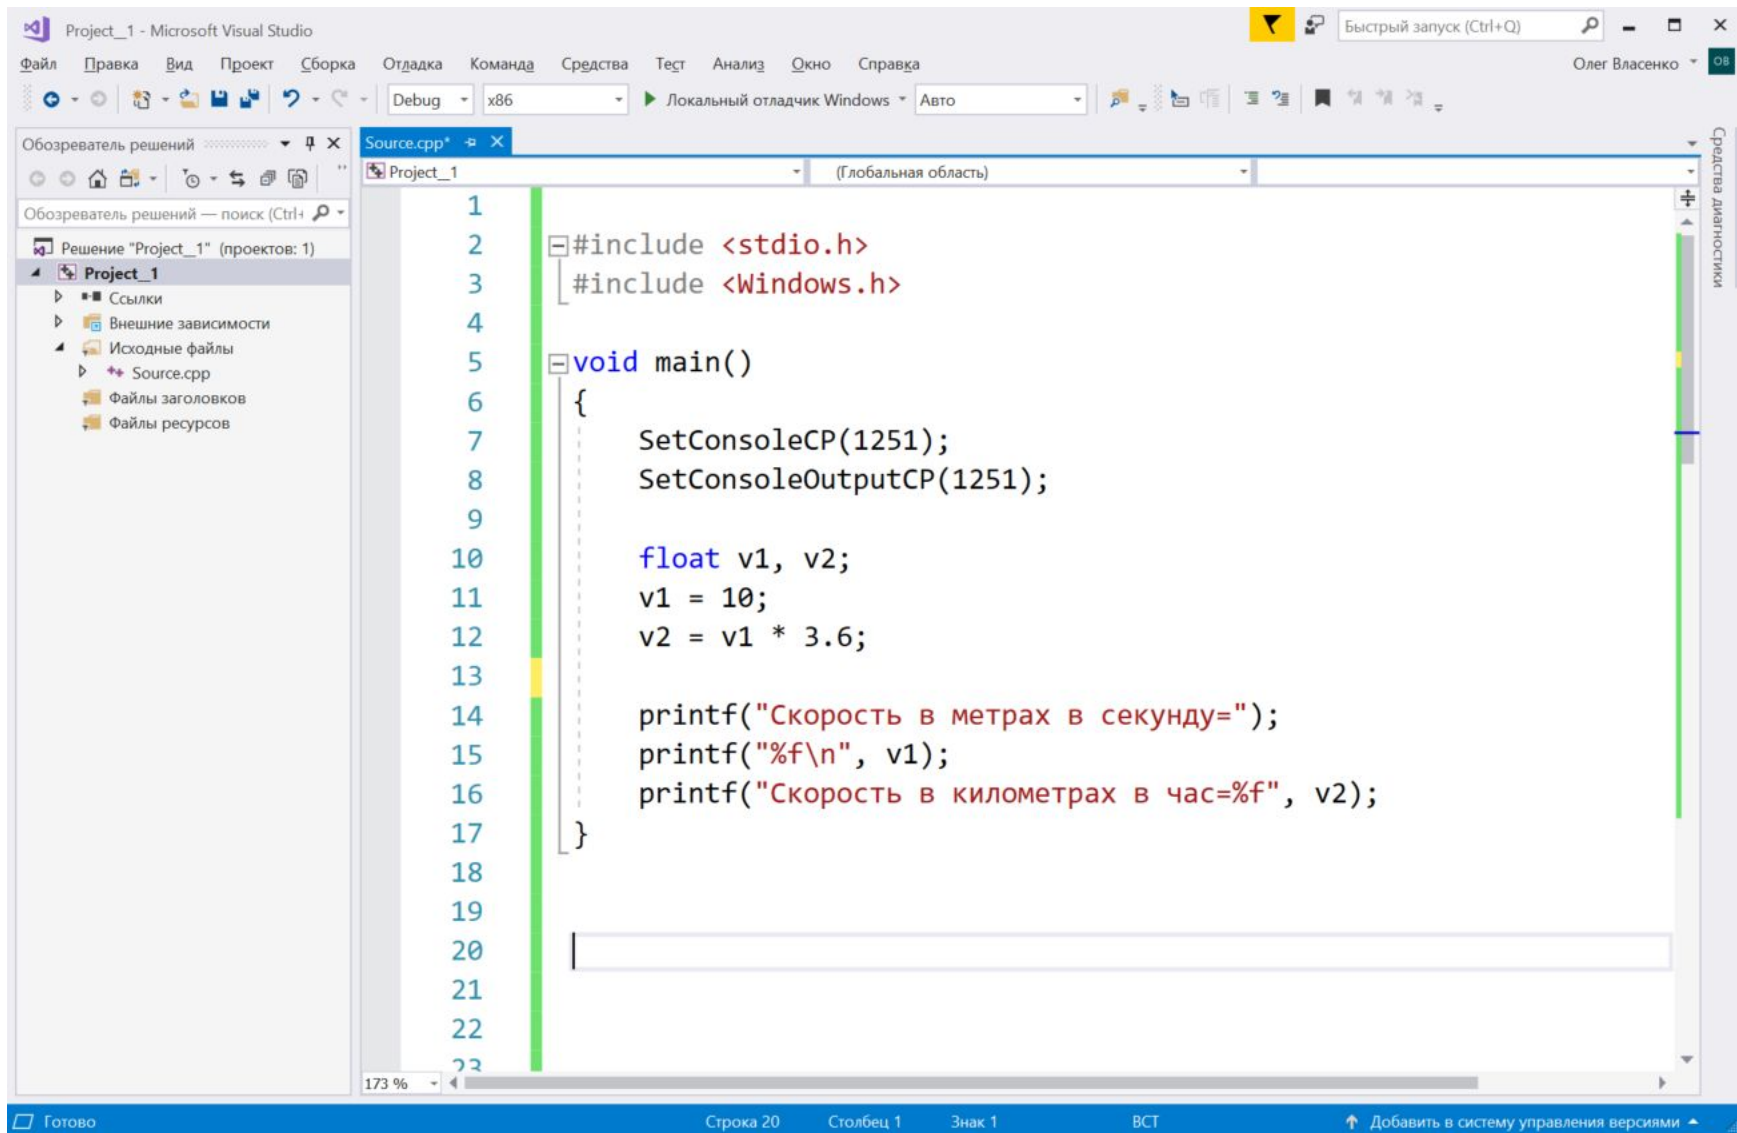 Project__1 - Microsoft Visual Studio
Быстрый запуск (Ctrl+Q)
Файл Правка Вид Проект Сборка Отладка Команда Средства Тест Анализ Окно Справка
Олег Власенко ОВ
Debug x86 Локальный отладчик Windows Авто
Обозреватель решений
Обозреватель решений — поиск (Ctrl+
Решение "Project__1" (проектов: 1)
Project__1
Ссылки
Внешние зависимости
Исходные файлы
Source.cpp
Файлы заголовков
Файлы ресурсов
Source.cpp*
Project__1 (Глобальная область)
1
2 #include <stdio.h>
3 #include <Windows.h>
4
5 void main()
6 {
7 SetConsoleCP(1251);
8 SetConsoleOutputCP(1251);
9
10 float v1, v2;
11 v1 = 10;
12 v2 = v1 * 3.6;
13
14 printf("Скорость в метрах в секунду=");
15 printf("%f\n", v1);
16 printf("Скорость в километрах в час=%f", v2);
17 }
18
19
20
21
22
23
173 %
Средства диагностики
Готово Строка 20 Столбец 1 Знак 1 ВСТ Добавить в систему управления версиями